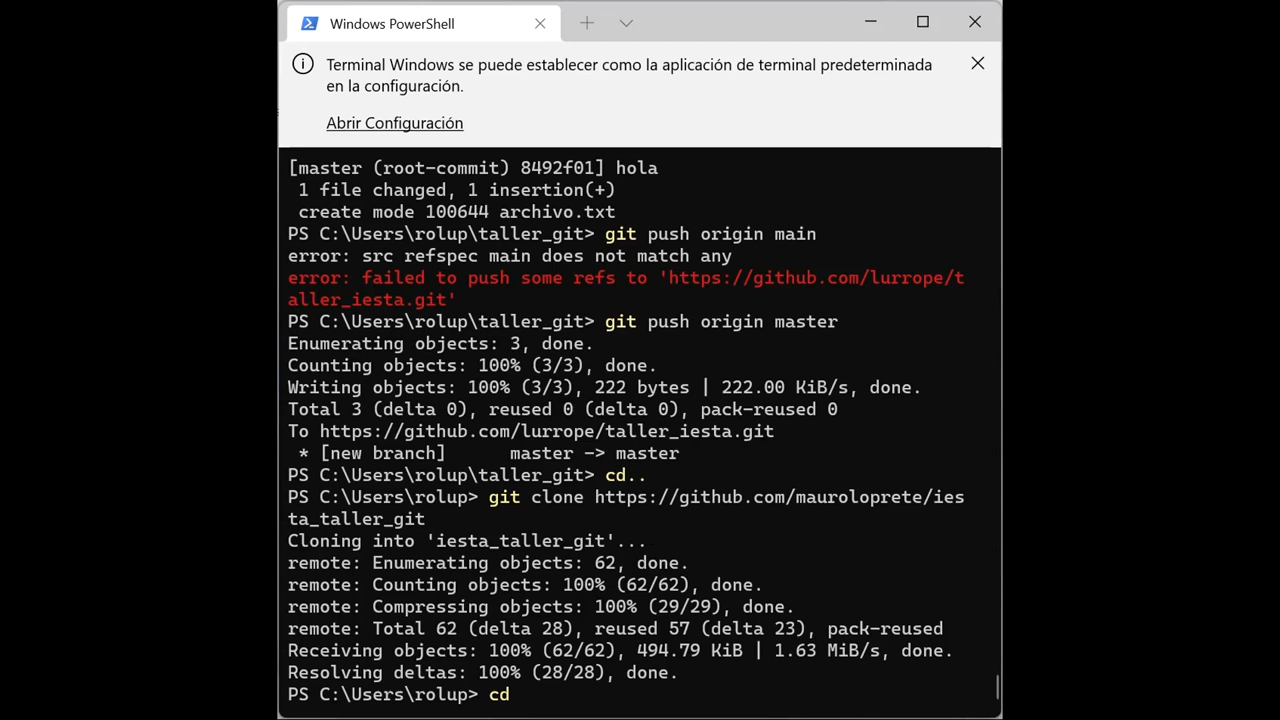 Windows PowerShell
Terminal Windows se puede establecer como la aplicación de terminal predeterminada
en la configuración.
Abrir Configuración
[master (root-commit) 8492f01] hola
 1 file changed, 1 insertion(+)
 create mode 100644 archivo.txt
PS C:\Users\rolup\taller_git> git push origin main
error: src refspec main does not match any
error: failed to push some refs to 'https://github.com/lurrope/t
aller_iesta.git'
PS C:\Users\rolup\taller_git> git push origin master
Enumerating objects: 3, done.
Counting objects: 100% (3/3), done.
Writing objects: 100% (3/3), 222 bytes | 222.00 KiB/s, done.
Total 3 (delta 0), reused 0 (delta 0), pack-reused 0
To https://github.com/lurrope/taller_iesta.git
 * [new branch]      master -> master
PS C:\Users\rolup\taller_git> cd..
PS C:\Users\rolup> git clone https://github.com/mauroloprete/ies
ta_taller_git
Cloning into 'iesta_taller_git'...
remote: Enumerating objects: 62, done.
remote: Counting objects: 100% (62/62), done.
remote: Compressing objects: 100% (29/29), done.
remote: Total 62 (delta 28), reused 57 (delta 23), pack-reused
Receiving objects: 100% (62/62), 494.79 KiB | 1.63 MiB/s, done.
Resolving deltas: 100% (28/28), done.
PS C:\Users\rolup> cd